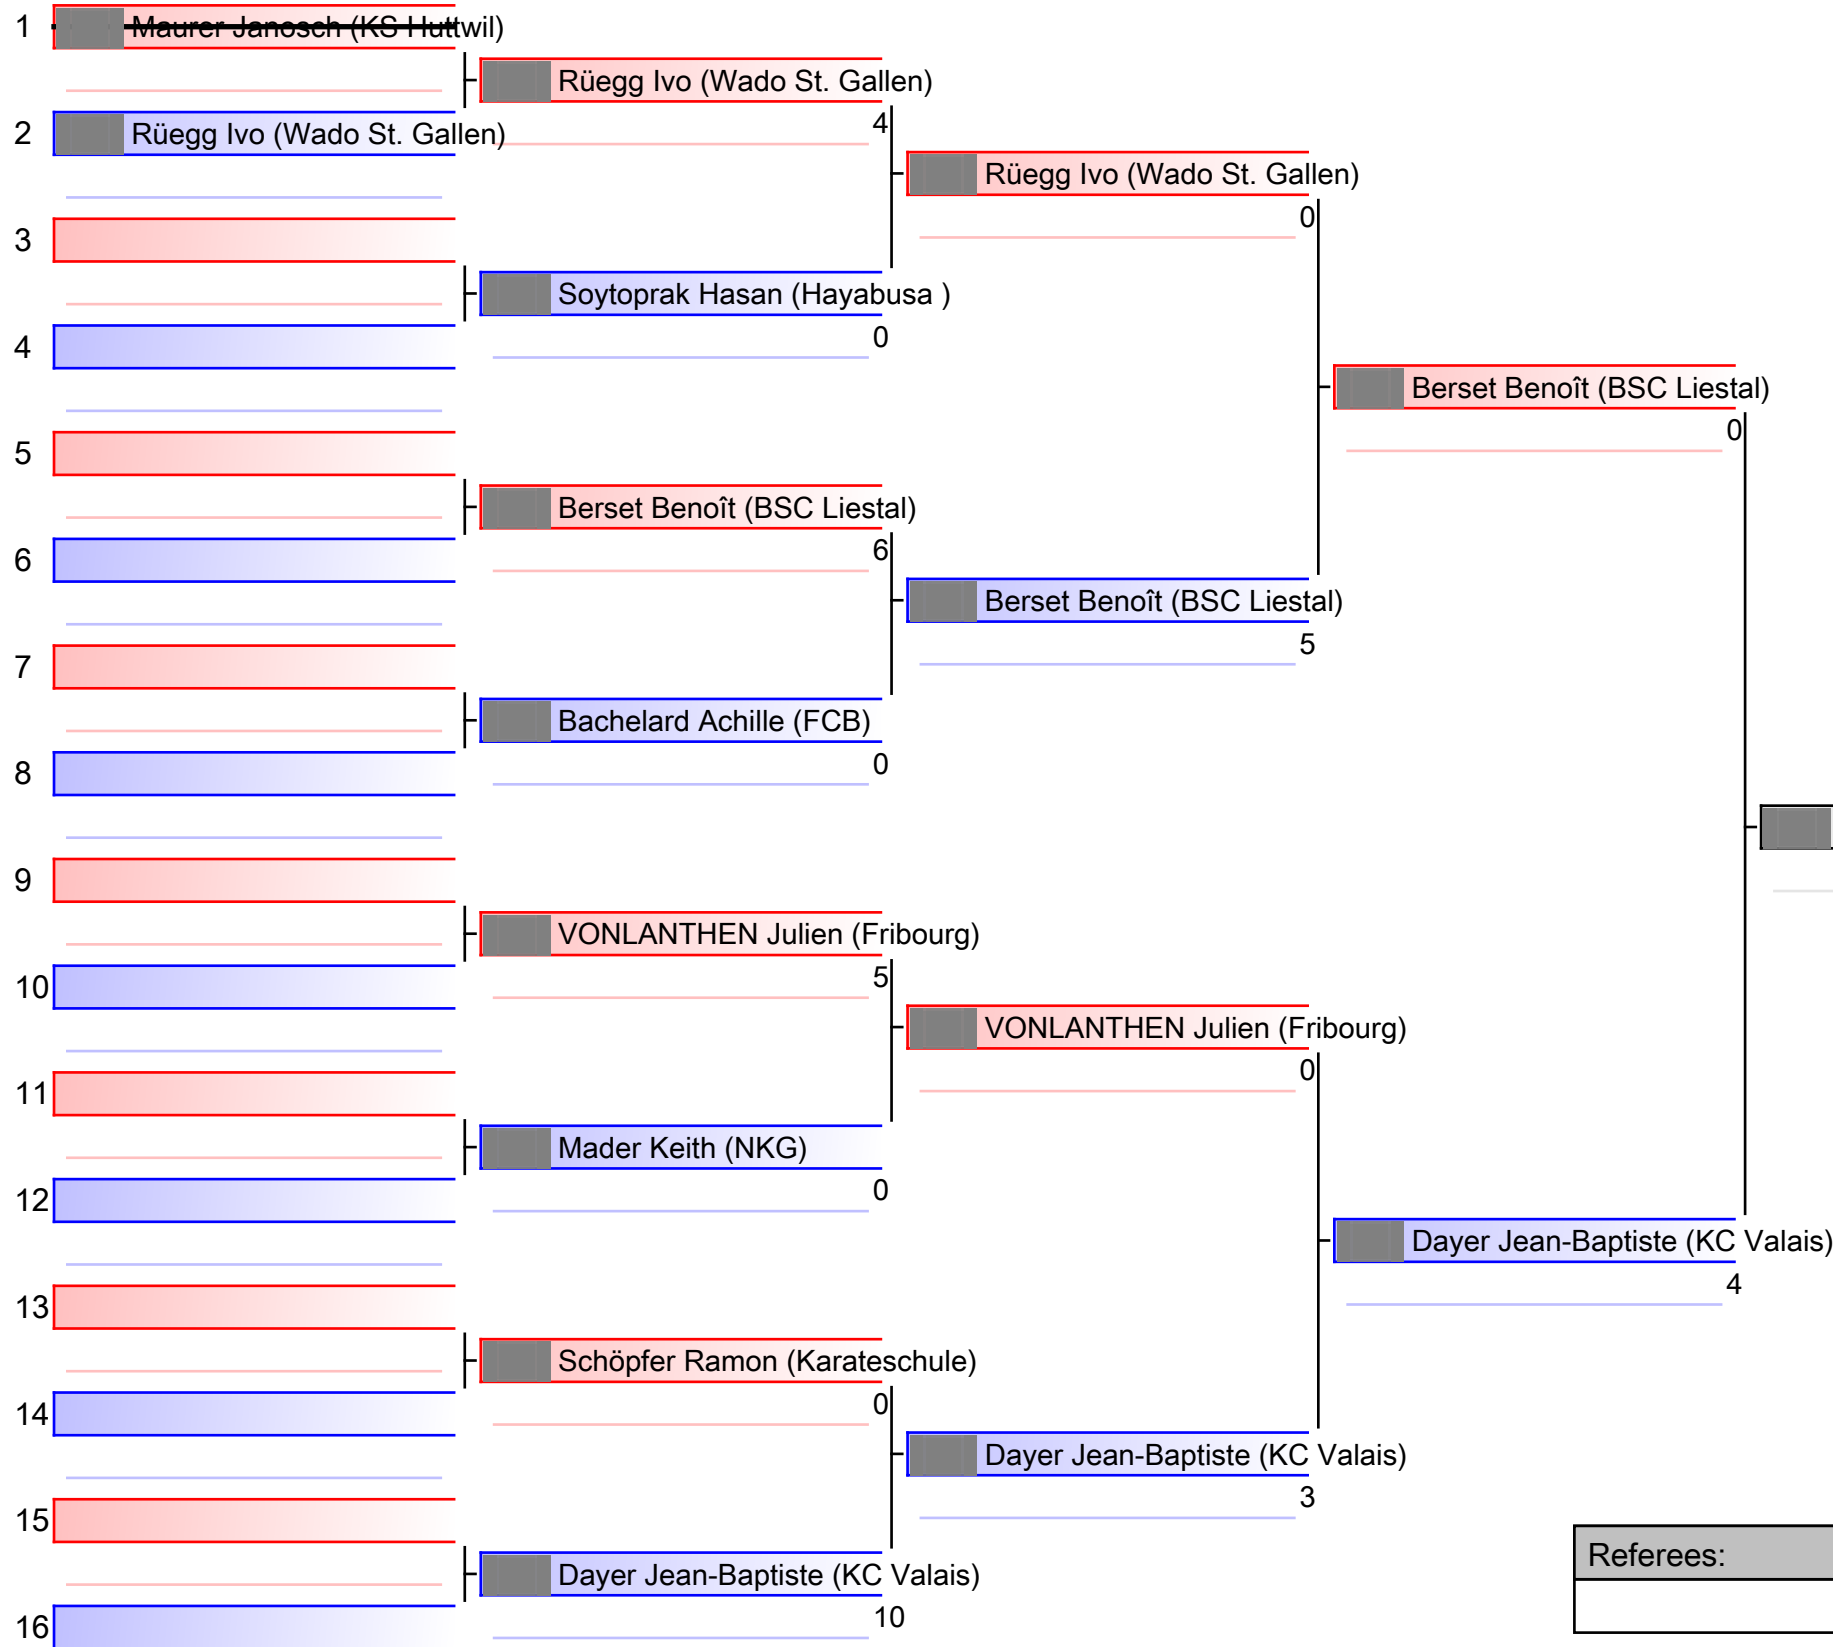 1 Maurer Janosch (KS Huttwil)
Rüegg Ivo (Wado St. Gallen)
4
2 Rüegg Ivo (Wado St. Gallen)
Rüegg Ivo (Wado St. Gallen)
0
3
Soytoprak Hasan (Hayabusa )
0
4
Berset Benoît (BSC Liestal)
0
5
Berset Benoît (BSC Liestal)
6
6
Berset Benoît (BSC Liestal)
5
7
Bachelard Achille (FCB)
0
8
9
VONLANTHEN Julien (Fribourg)
5
10
VONLANTHEN Julien (Fribourg)
0
11
Mader Keith (NKG)
0
12
Dayer Jean-Baptiste (KC Valais)
4
13
Schöpfer Ramon (Karateschule)
0
14
Dayer Jean-Baptiste (KC Valais)
3
15
Dayer Jean-Baptiste (KC Valais)
10
16
Referees: